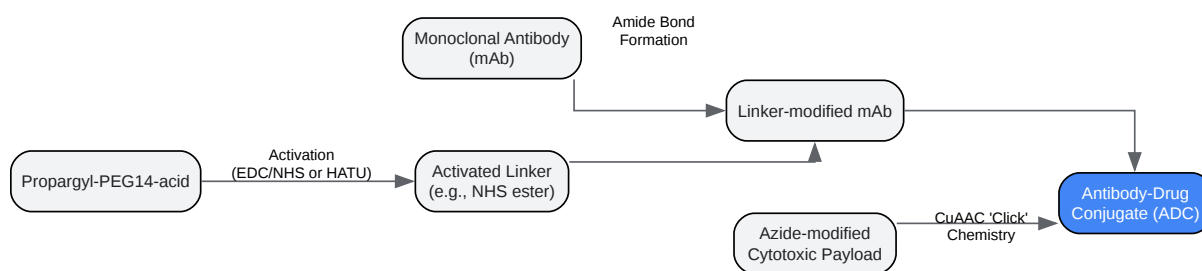 Amide Bond
Formation
Monoclonal Antibody
(mAb)
Linker-modified mAb
Activation
(EDC/NHS or HATU)
Propargyl-PEG14-acid
Activated Linker
(e.g., NHS ester)
Antibody-Drug
Conjugate (ADC)
CuAAC 'Click'
Chemistry
Azide-modified
Cytotoxic Payload